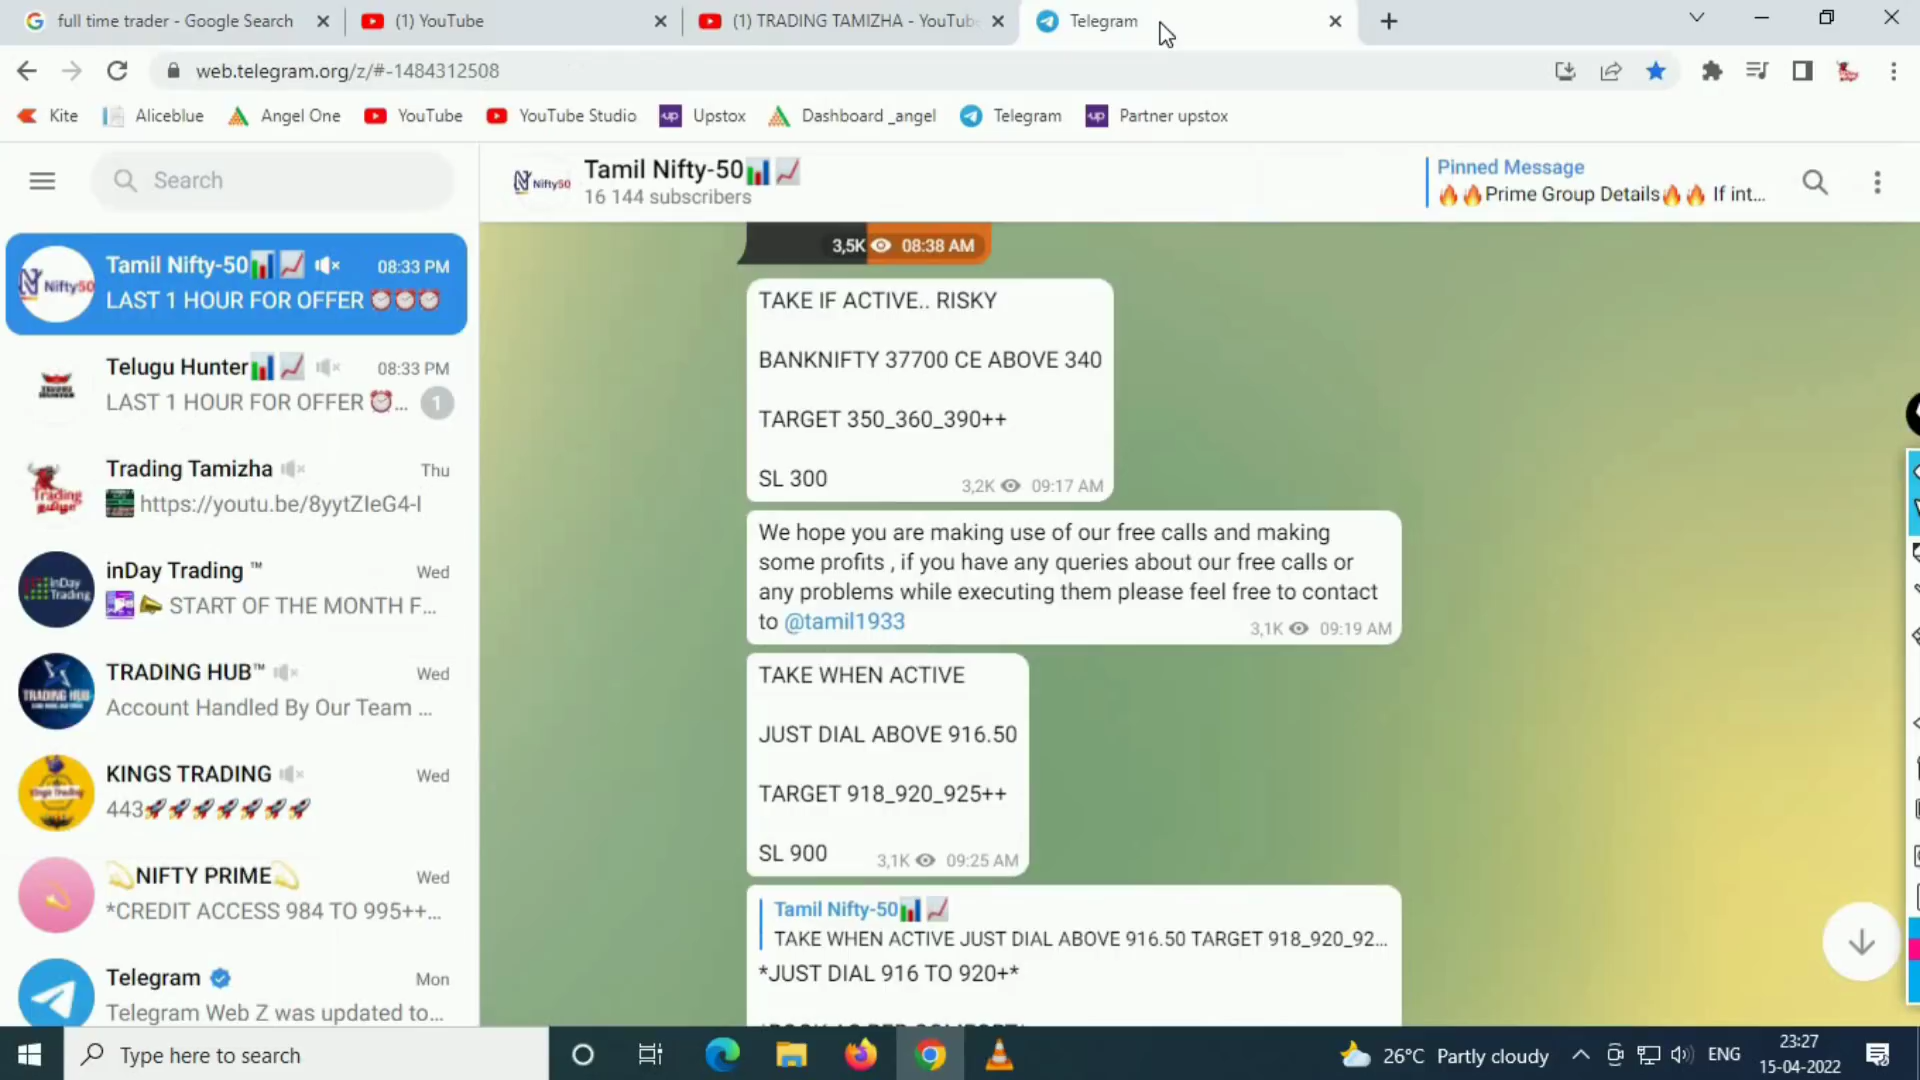 full time trader - Google Search
(1) YouTube
(1) TRADING TAMIZHA - YouTub
Telegram
web.telegram.org/z/#-1484312508
Kite
Aliceblue
Angel One
YouTube
YouTube Studio
up Upstox
Dashboard _angel
Telegram
up Partner upstox
Search
Nifty50
Tamil Nifty-50
16 144 subscribers
Pinned Message
Prime Group Details If int...
Nifty50
Tamil Nifty-50 08:33 PM
LAST 1 HOUR FOR OFFER
Telugu Hunter 08:33 PM
LAST 1 HOUR FOR OFFER ... 1
Trading
Trading Tamizha Thu
https://youtu.be/8yytZIeG4-I
inDay
Trading
inDay Trading ™ Wed
START OF THE MONTH F...
TRADING HUB
TRADING HUB™ Wed
Account Handled By Our Team ...
KINGS TRADING Wed
443
NIFTY PRIME Wed
*CREDIT ACCESS 984 TO 995++...
Telegram Mon
Telegram Web Z was updated to...
3,5K 08:38 AM
TAKE IF ACTIVE.. RISKY
BANKNIFTY 37700 CE ABOVE 340
TARGET 350_360_390++
SL 300
3,2K 09:17 AM
We hope you are making use of our free calls and making
some profits , if you have any queries about our free calls or
any problems while executing them please feel free to contact
to @tamil1933
3,1K 09:19 AM
TAKE WHEN ACTIVE
JUST DIAL ABOVE 916.50
TARGET 918_920_925++
SL 900
3,1K 09:25 AM
Tamil Nifty-50
TAKE WHEN ACTIVE JUST DIAL ABOVE 916.50 TARGET 918_920_92...
*JUST DIAL 916 TO 920+*
Type here to search
26°C Partly cloudy
ENG
23:27
15-04-2022